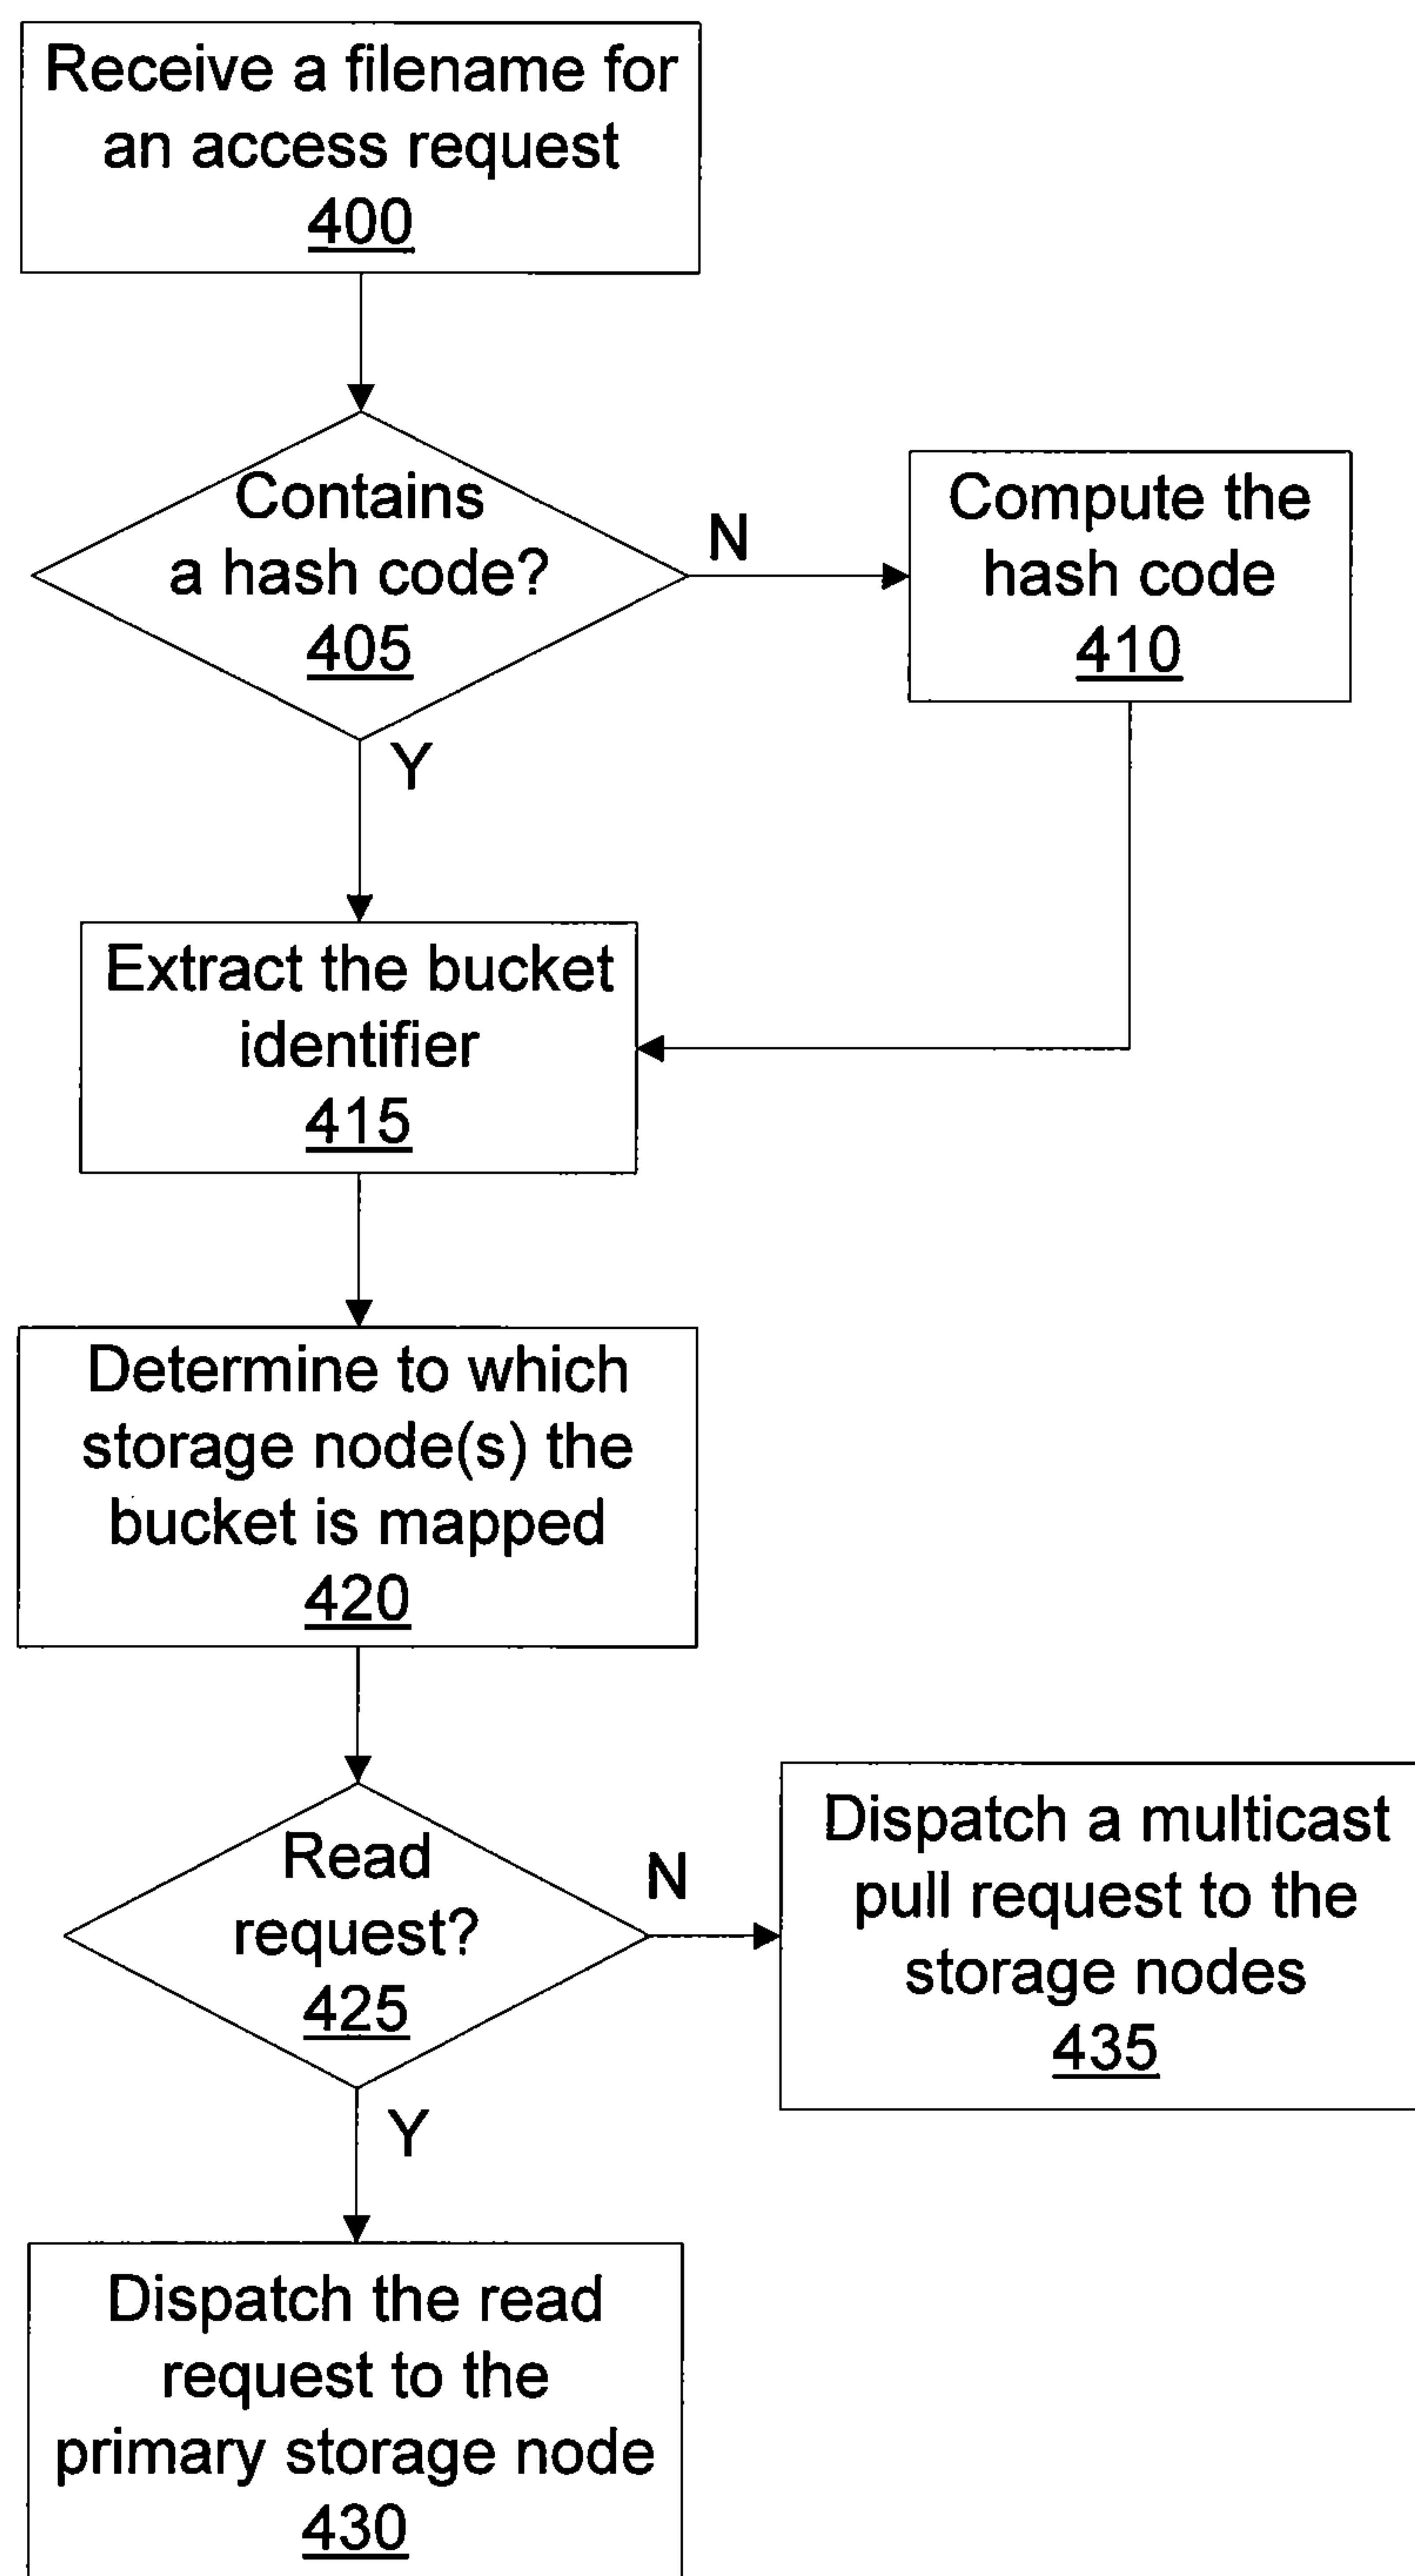 Receive a filename for
an access request
400
Contains
a hash code?
405
N
Compute the
hash code
410
Y
Extract the bucket
identifier
415
Determine to which
storage node(s) the
bucket is mapped
420
Read
request?
425
N
Dispatch a multicast
pull request to the
storage nodes
435
Y
Dispatch the read
request to the
primary storage node
430